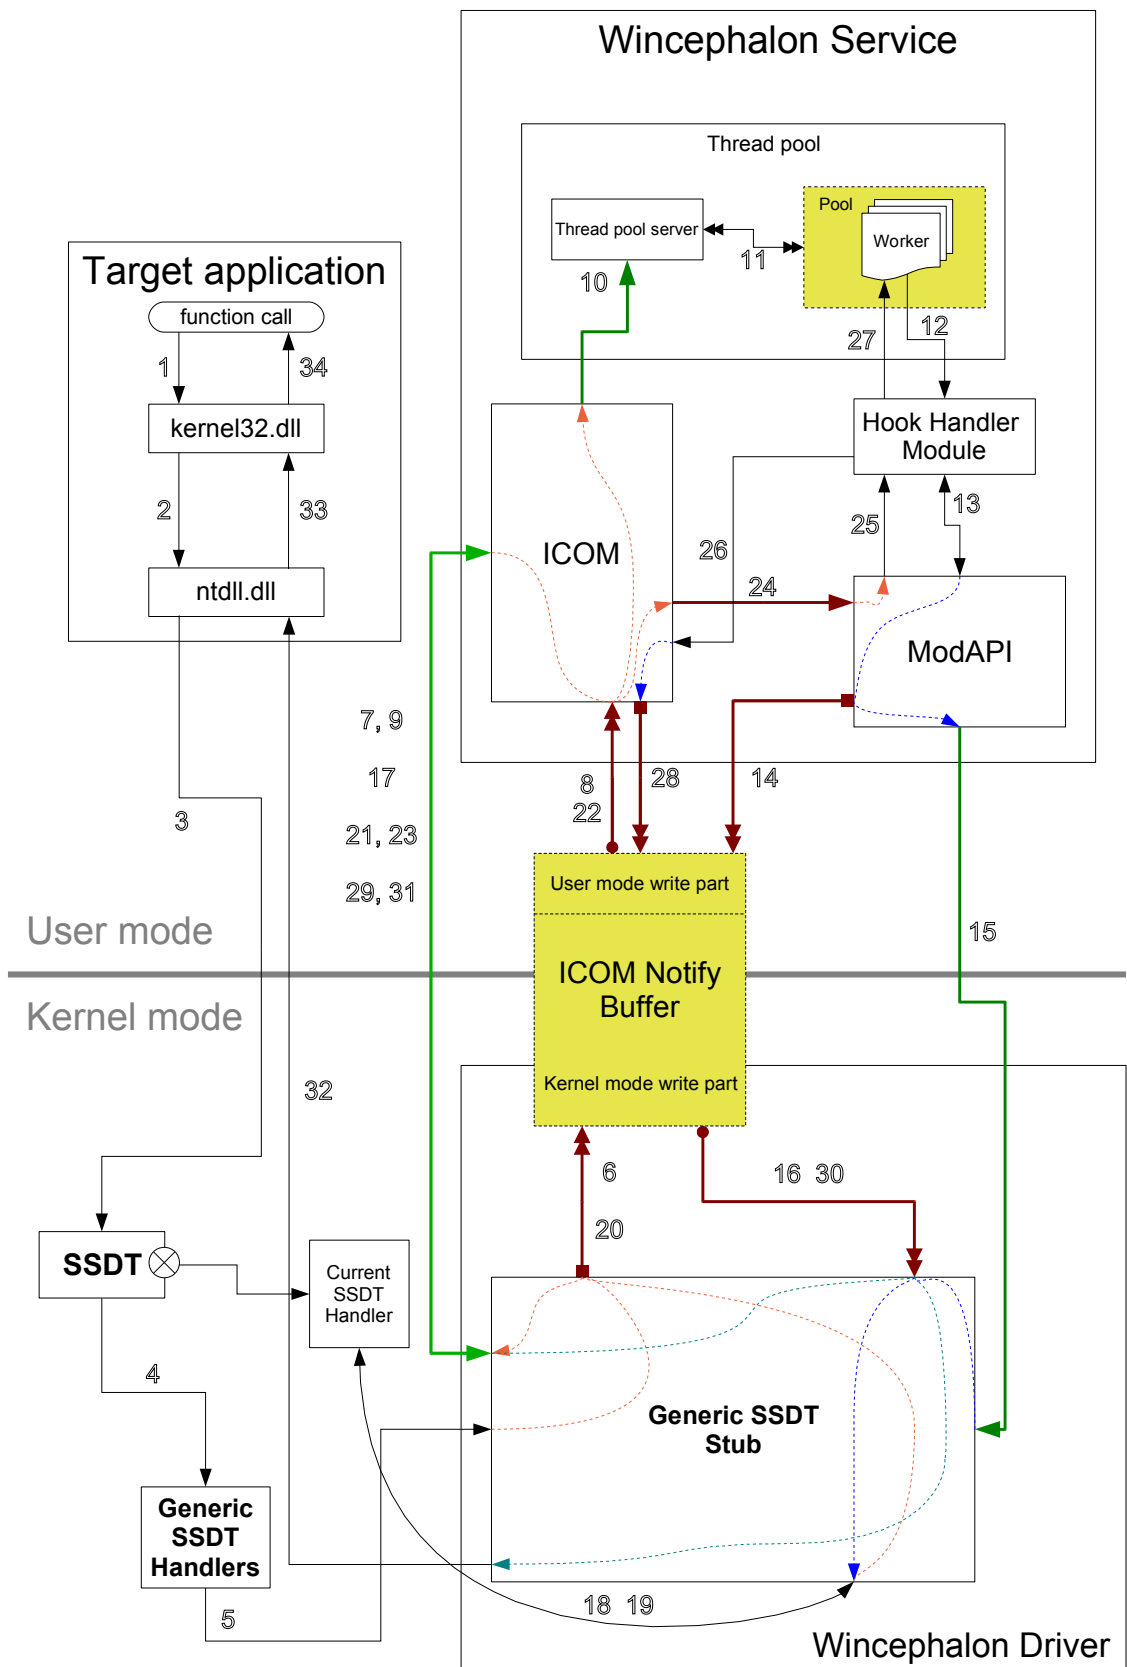 Wincephalon Service
Thread pool
Pool
Thread pool server
Worker
11
10
12
27
Target application
function call
1
34
kernel32.dll
2
33
ntdll.dll
Hook Handler
Module
13
25
26
ICOM
24
ModAPI
7, 9
17
21, 23
29, 31
8
22
28
14
3
15
User mode write part
User mode
ICOM Notify
Buffer
Kernel mode
Kernel mode write part
32
6
20
16 30
SSDT
Current
SSDT
Handler
4
Generic SSDT
Stub
Generic
SSDT
Handlers
5
18 19
Wincephalon Driver